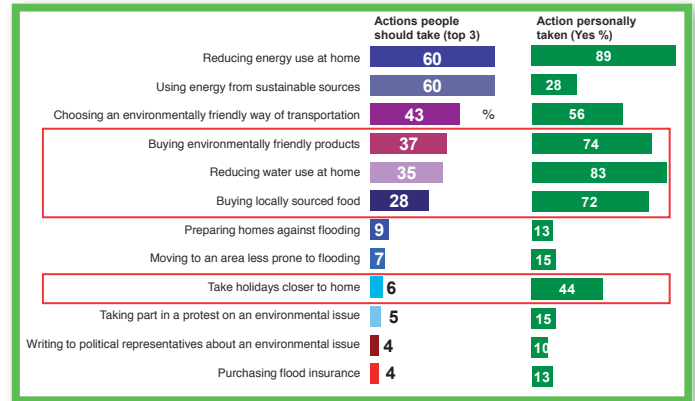 Actions people should take (top 3)
Action personally taken (Yes %)
Reducing energy use at home 60 89
Using energy from sustainable sources 60 28
Choosing an environmentally friendly way of transportation 43 % 56
Buying environmentally friendly products 37 74
Reducing water use at home 35 83
Buying locally sourced food 28 72
Preparing homes against flooding 9 13
Moving to an area less prone to flooding 7 15
Take holidays closer to home 6 44
Taking part in a protest on an environmental issue 5 15
Writing to political representatives about an environmental issue 4 10
Purchasing flood insurance 4 13